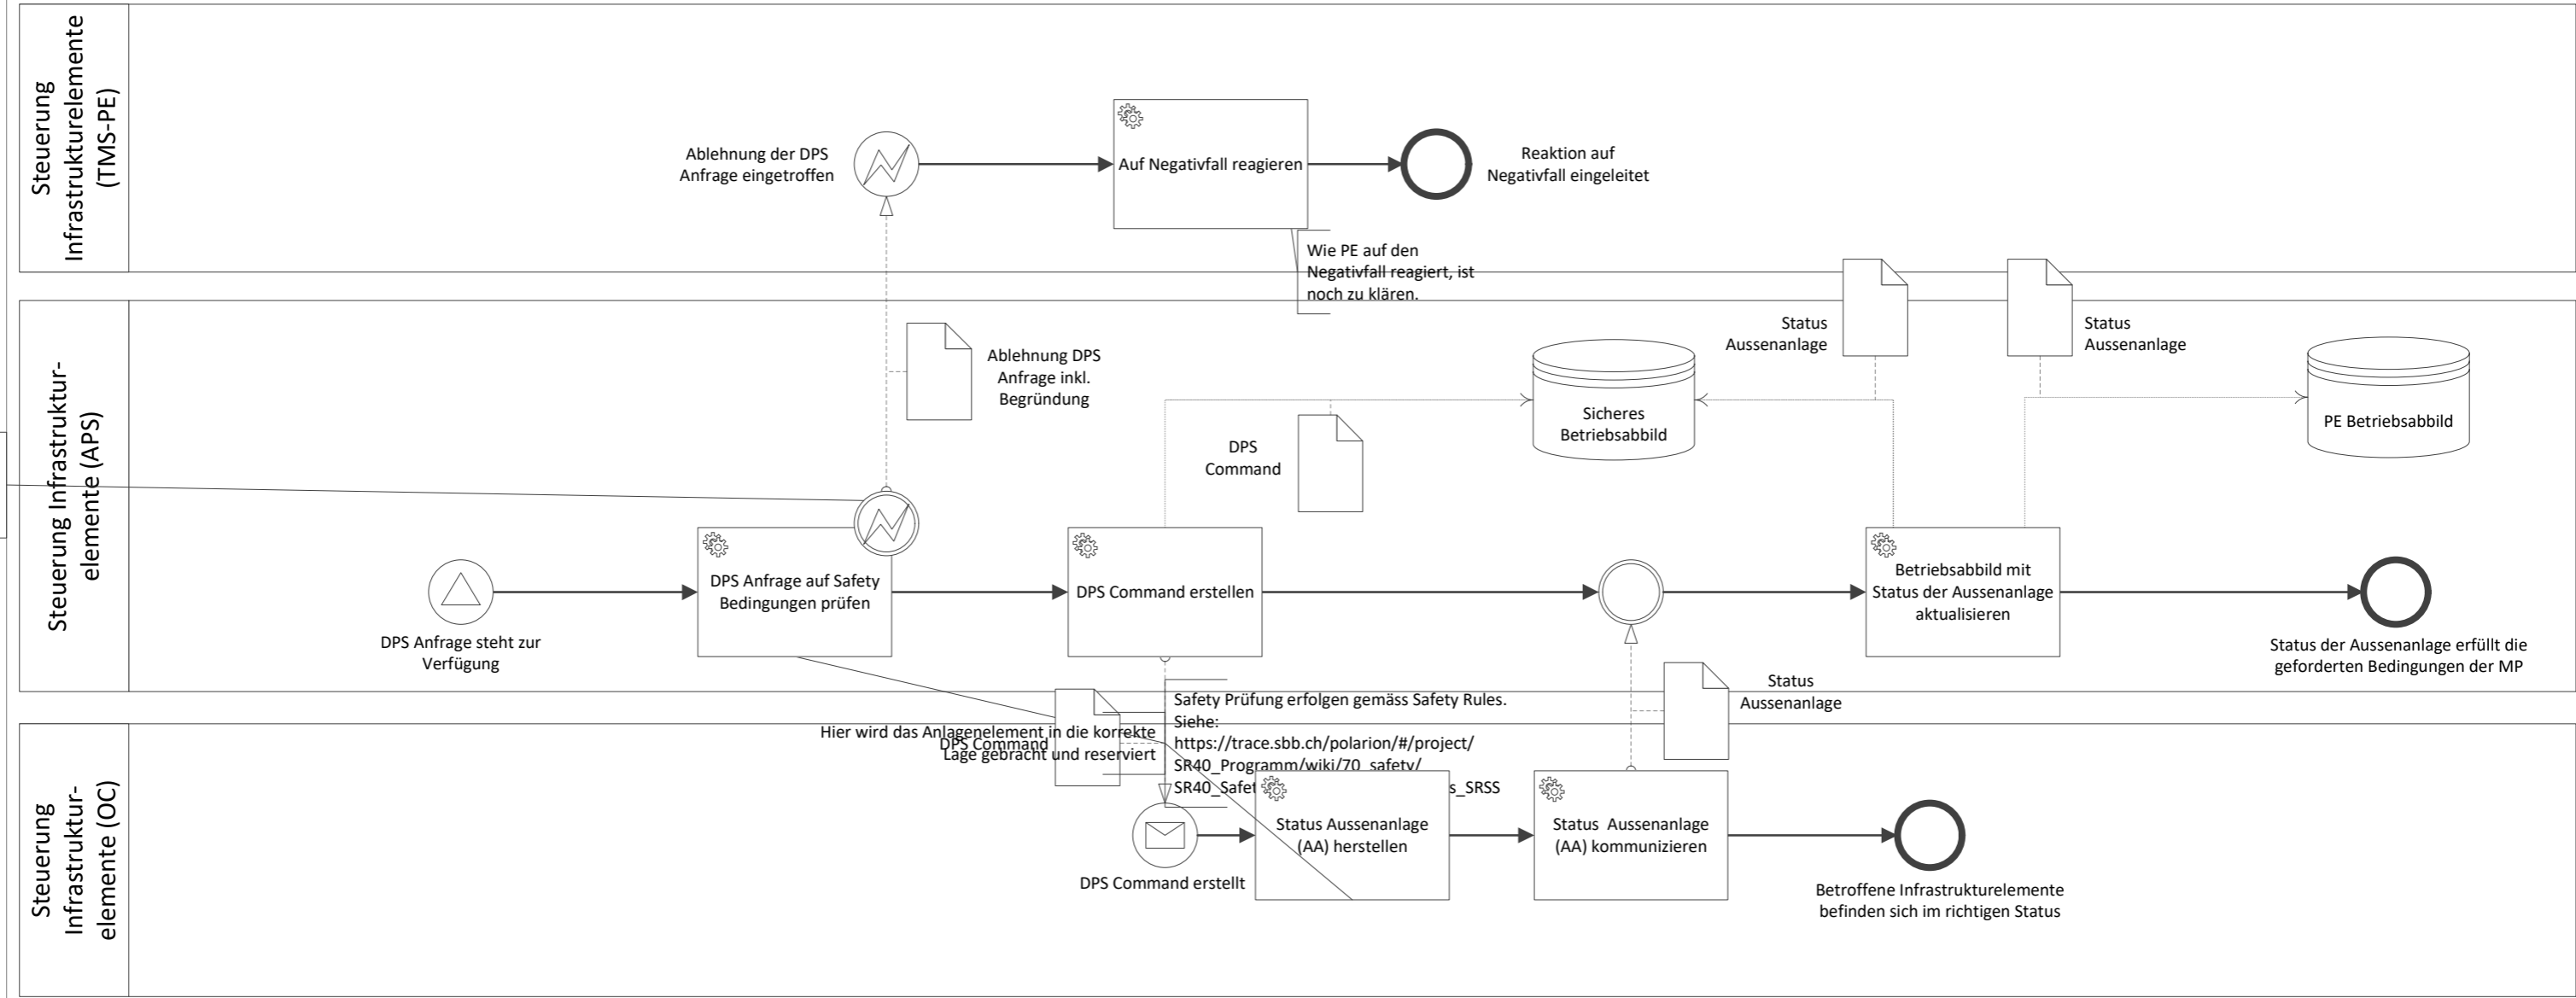 Steuerung
Infrastrukturelemente
(TMS-PE)
Ablehnung der DPS
Anfrage eingetroffen
Auf Negativfall reagieren
Reaktion auf
Negativfall eingeleitet
Wie PE auf den
Negativfall reagiert, ist
noch zu klären.
Steuerung Infrastruktur-
elemente (APS)
Ablehnung DPS
Anfrage inkl.
Begründung
DPS
Command
Sicheres
Betriebsabbild
Status
Aussenanlage
Status
Aussenanlage
PE Betriebsabbild
DPS Anfrage steht zur
Verfügung
DPS Anfrage auf Safety
Bedingungen prüfen
DPS Command erstellen
Betriebsabbild mit
Status der Aussenanlage
aktualisieren
Status der Aussenanlage erfüllt die
geforderten Bedingungen der MP
Status
Aussenanlage
Safety Prüfung erfolgen gemäss Safety Rules.
Siehe:
https://trace.sbb.ch/polarion/#/project/
SR40_Programm/wiki/70_safety/
SR40_Safet s_SRSS
Hier wird das Anlagenelement in die korrekte
Lage gebracht und reserviert
DPS Command
Steuerung
Infrastruktur-
elemente (OC)
DPS Command erstellt
Status Aussenanlage
(AA) herstellen
Status Aussenanlage
(AA) kommunizieren
Betroffene Infrastrukturelemente
befinden sich im richtigen Status